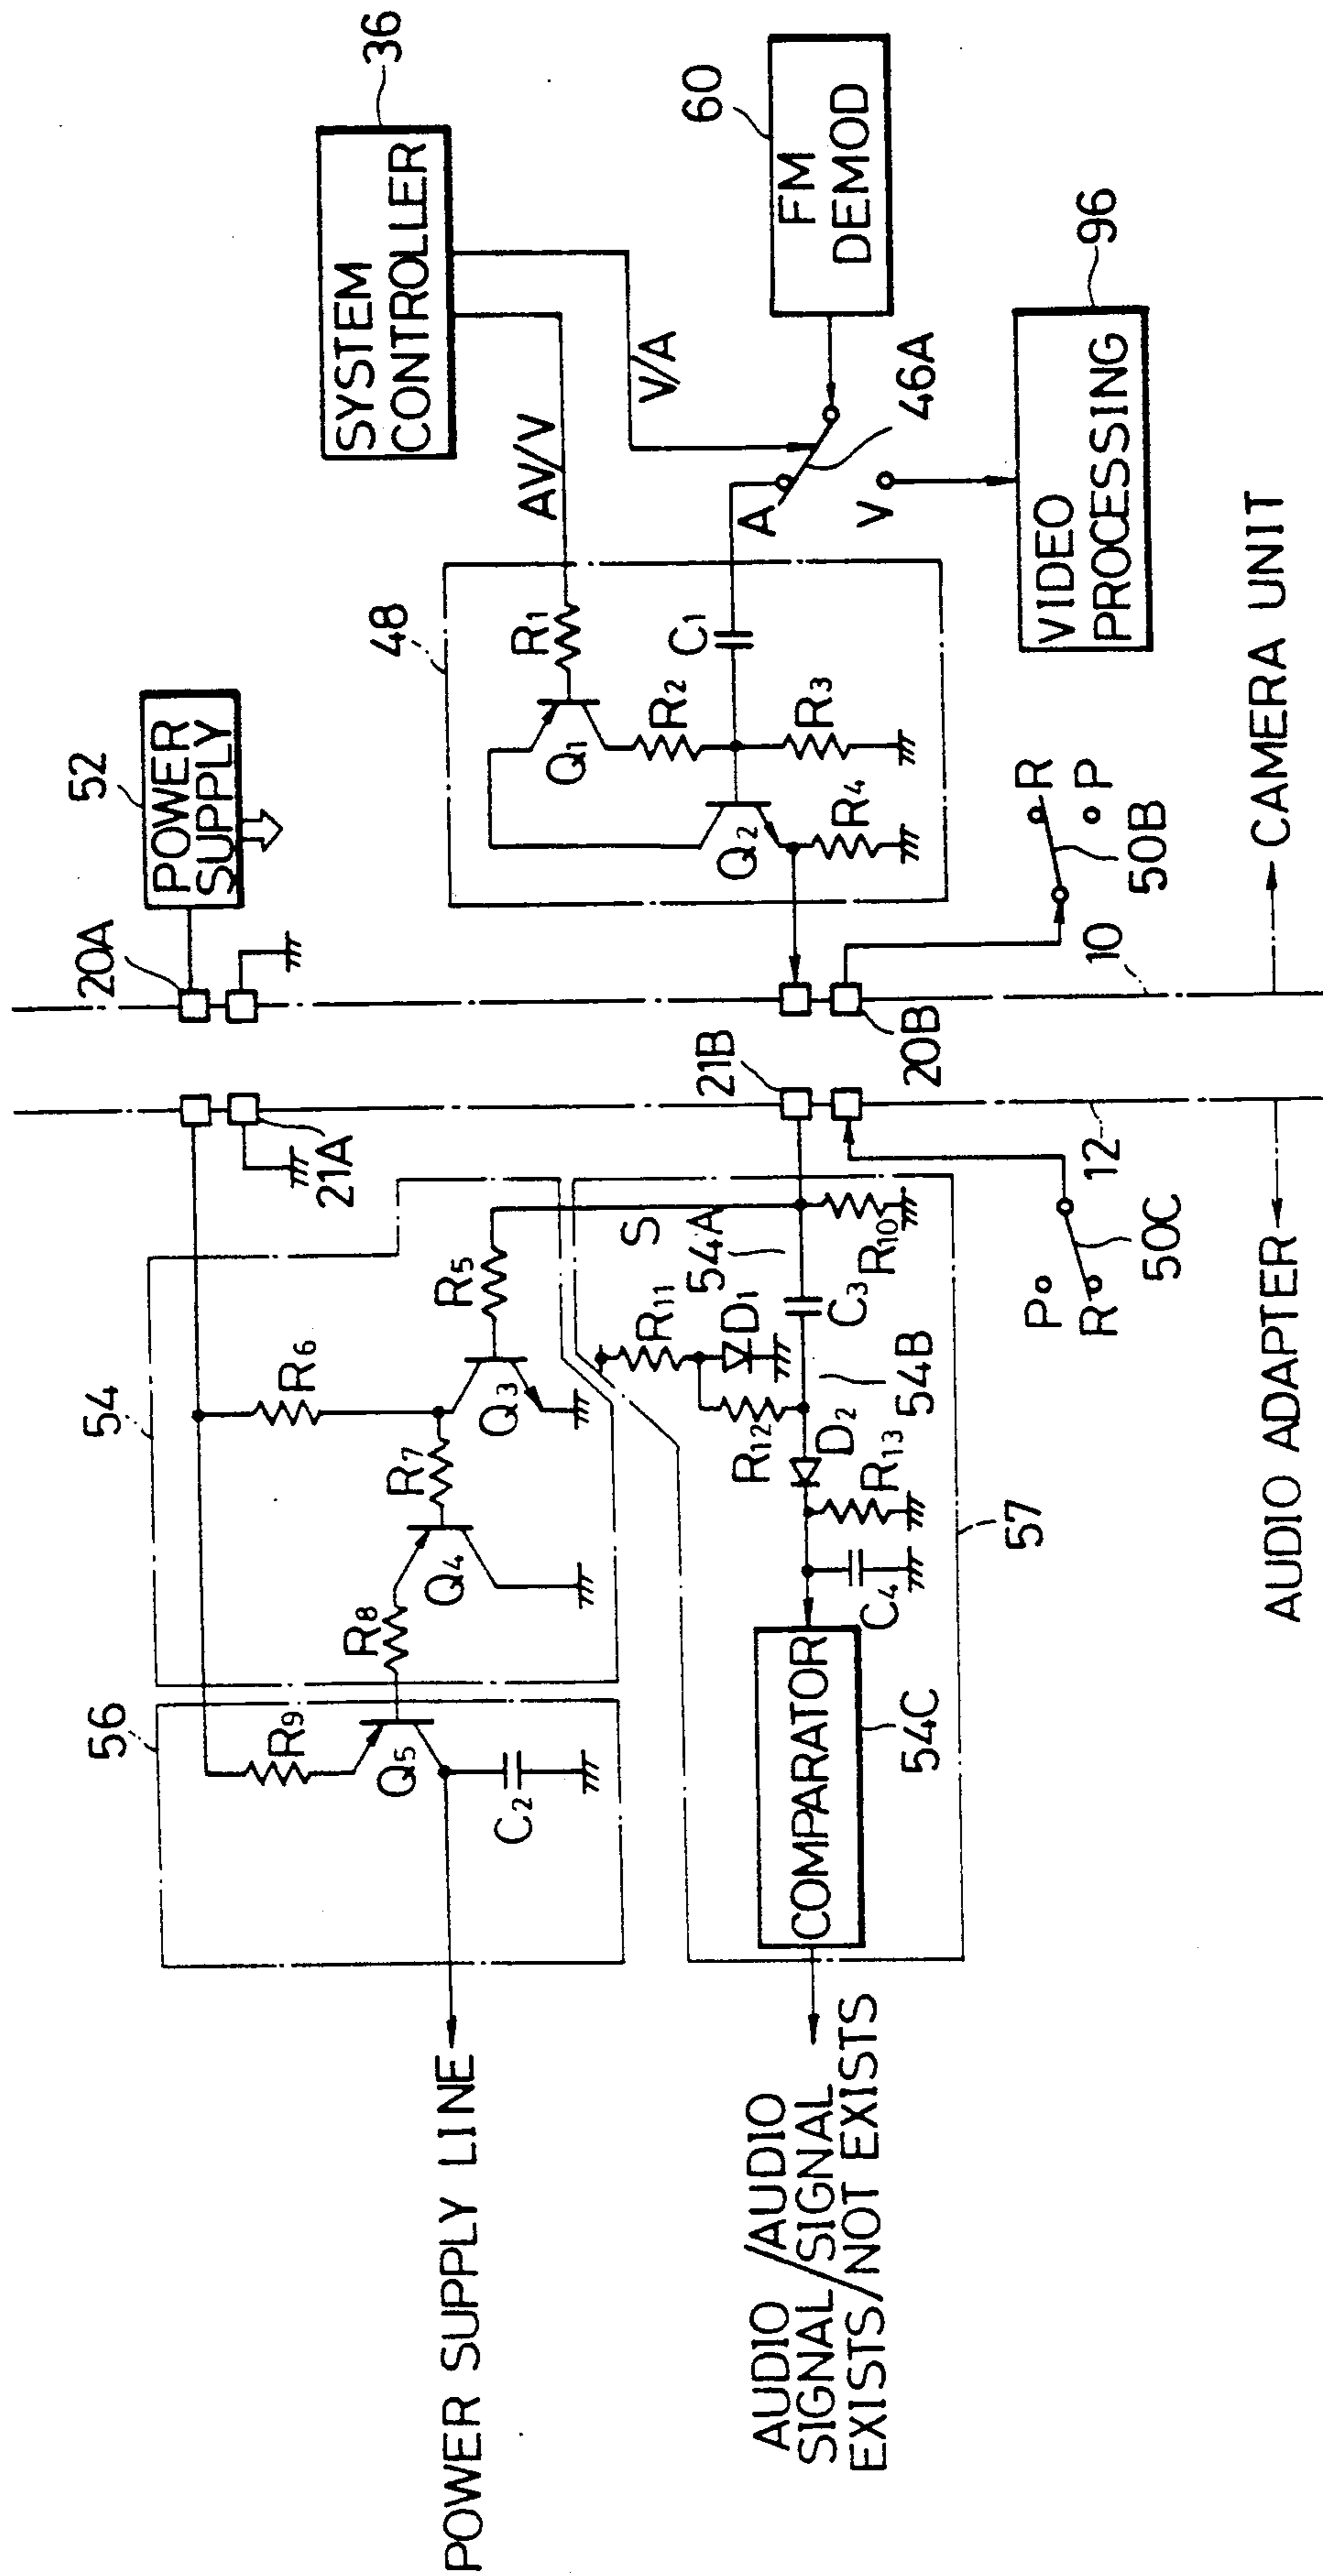 POWER
SUPPLY
52
SYSTEM
CONTROLLER
36
20A
21A
54
56
R9
Q5
C2
R8
Q4
R7
R6
Q3
R5
POWER SUPPLY LINE
48
R1
Q1
R2
C1
R3
Q2
R4
AV/V
V/A
FM
DEMOD
60
A
V
46A
VIDEO
PROCESSING
96
21B
20B
S
54A
R10
C3
R11
D1
54B
R12
D2
R13
C4
COMPARATOR
54C
57
AUDIO /AUDIO
SIGNAL/SIGNAL
EXISTS/NOT EXISTS
P
R
50C
R
P
50B
12
10
AUDIO ADAPTER
CAMERA UNIT